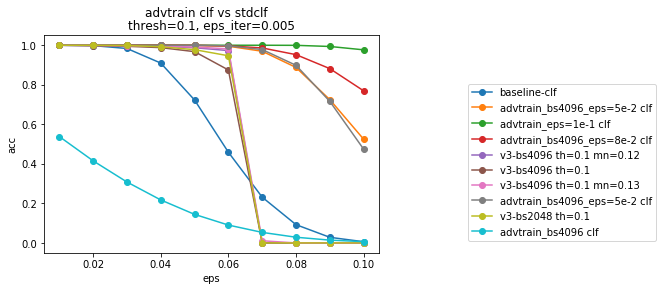 advtrain clf vs stdclf
thresh=0.1, eps_iter=0.005
acc
1.0
0.8
0.6
0.4
0.2
0.0
0.02
0.04
0.06
0.08
0.10
eps
baseline-clf
advtrain_bs4096_eps=5e-2 clf
advtrain_eps=1e-1 clf
advtrain_bs4096_eps=8e-2 clf
v3-bs4096 th=0.1 mn=0.12
v3-bs4096 th=0.1
v3-bs4096 th=0.1 mn=0.13
advtrain_bs4096_eps=5e-2 clf
v3-bs2048 th=0.1
advtrain_bs4096 clf